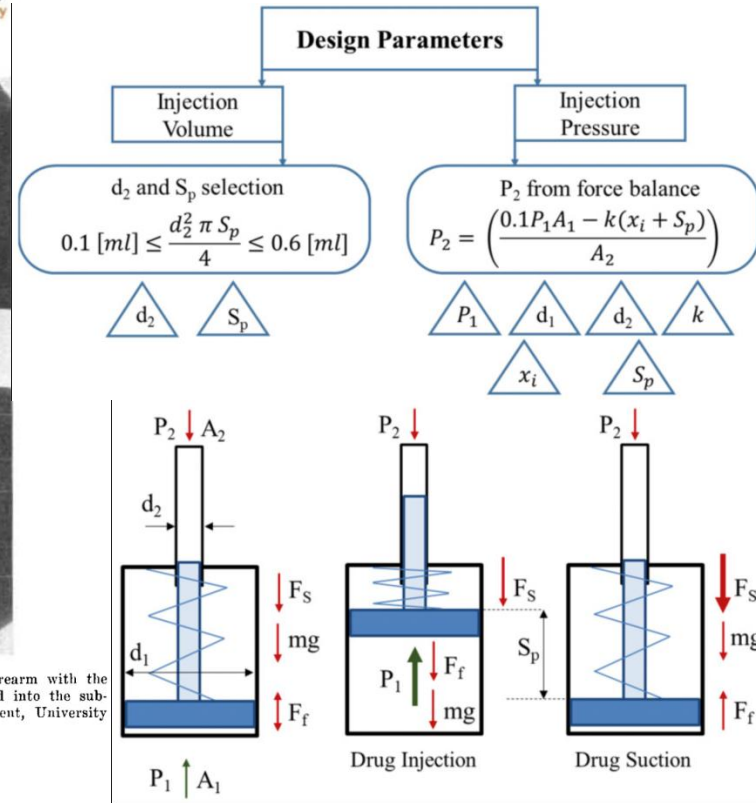 Design Parameters
Injection
Volume
Injection
Pressure
d₂ and Sₚ selection
0.1 [ml] ≤ d₂² π Sₚ / 4 ≤ 0.6 [ml]
P₂ from force balance
P₂ = ((0.1P₁A₁ − k(xᵢ + Sₚ)) / A₂)
d₂
Sₚ
P₁
d₁
d₂
k
xᵢ
Sₚ
P₂ A₂
d₂
Fₛ
mg
d₁
F_f
P₁ A₁
P₂
Fₛ
Sₚ
P₁
F_f
mg
Drug Injection
P₂
Fₛ
mg
F_f
Drug Suction
rearm with the
into the sub-
ent, University